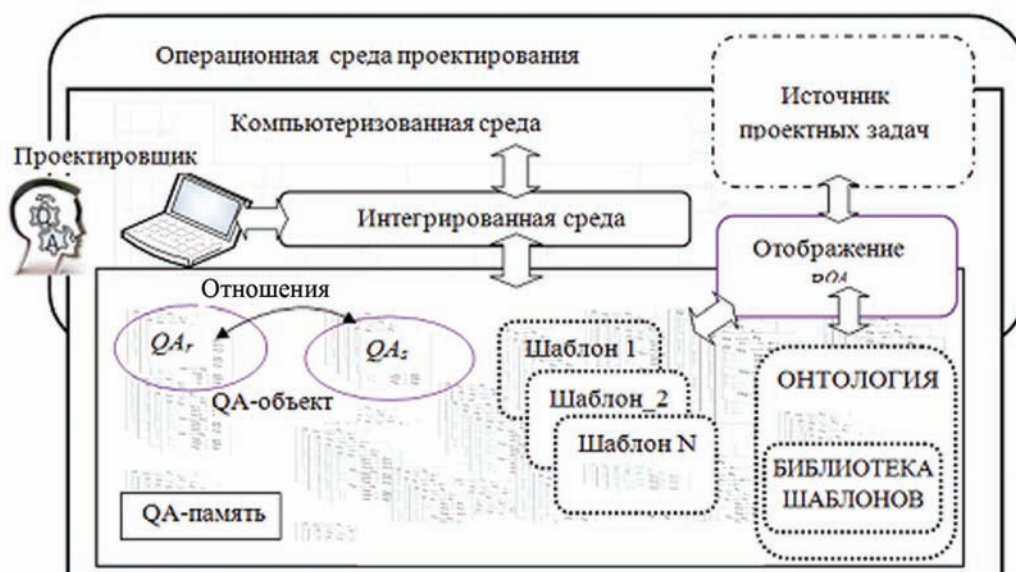 Операционная среда проектирования
Источник
проектных задач
Компьютеризованная среда
Проектировщик
Q
A
Интегрированная среда
Отображение
Отношения
QAᵣ
QAₛ
QA-объект
Шаблон 1
Шаблон_2
Шаблон N
ОНТОЛОГИЯ
БИБЛИОТЕКА
ШАБЛОНОВ
QA-память